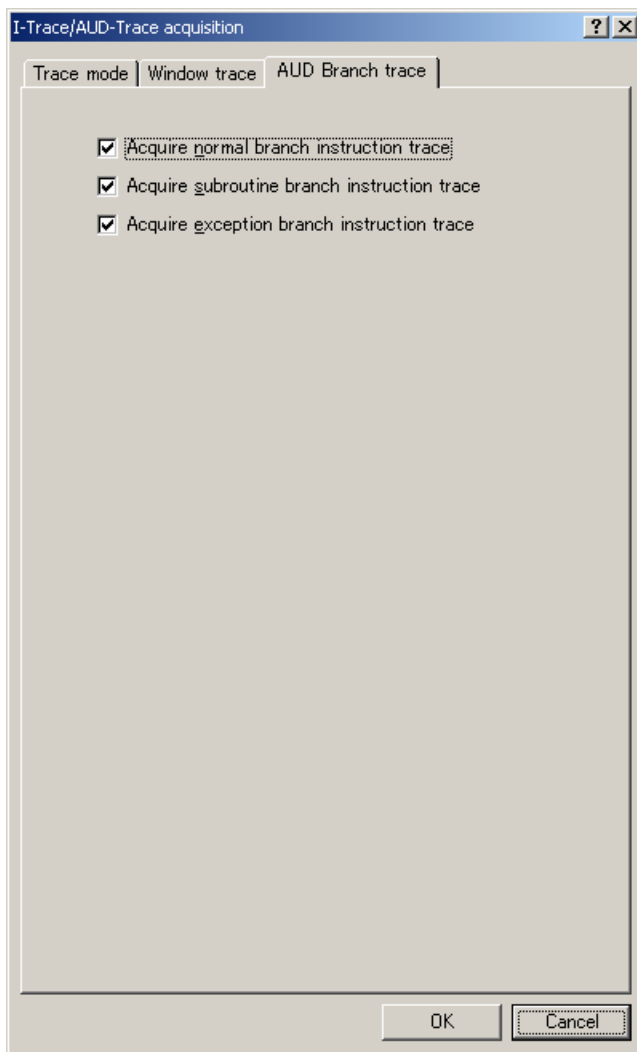 I-Trace/AUD-Trace acquisition
Trace mode Window trace AUD Branch trace
Acquire normal branch instruction trace
Acquire subroutine branch instruction trace
Acquire exception branch instruction trace
OK Cancel